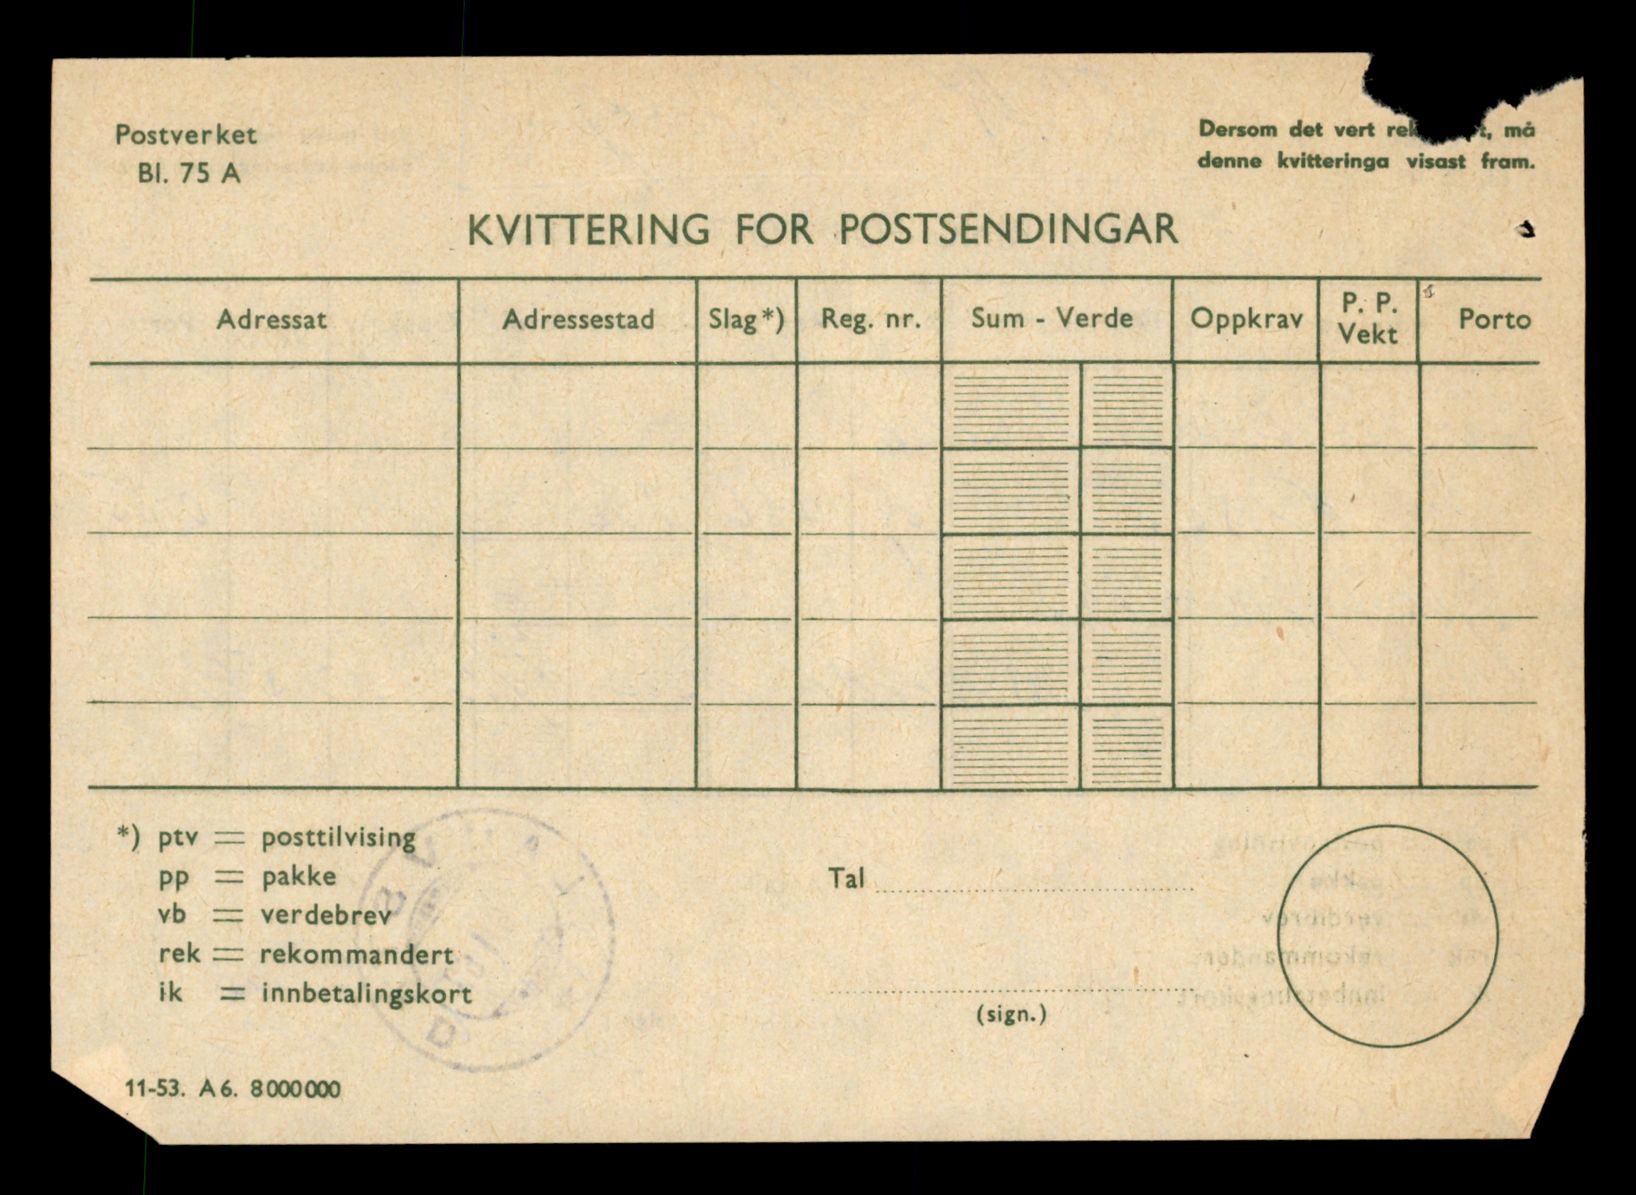 Postverket
Bl. 75 A
Dersom det vert må
denne kvitteringa visast fram.
KVITTERING FOR POSTSENDINGAR
Adressat Adressestad Slag*) Reg. nr. Sum - Verde Oppkrav P. P. Vekt Porto
*) ptv = posttilvising
pp = pakke
vb = verdebrev
rek = rekommandert
ik = innbetalingskort
Tal
(sign.)
11-53. A6. 8000000